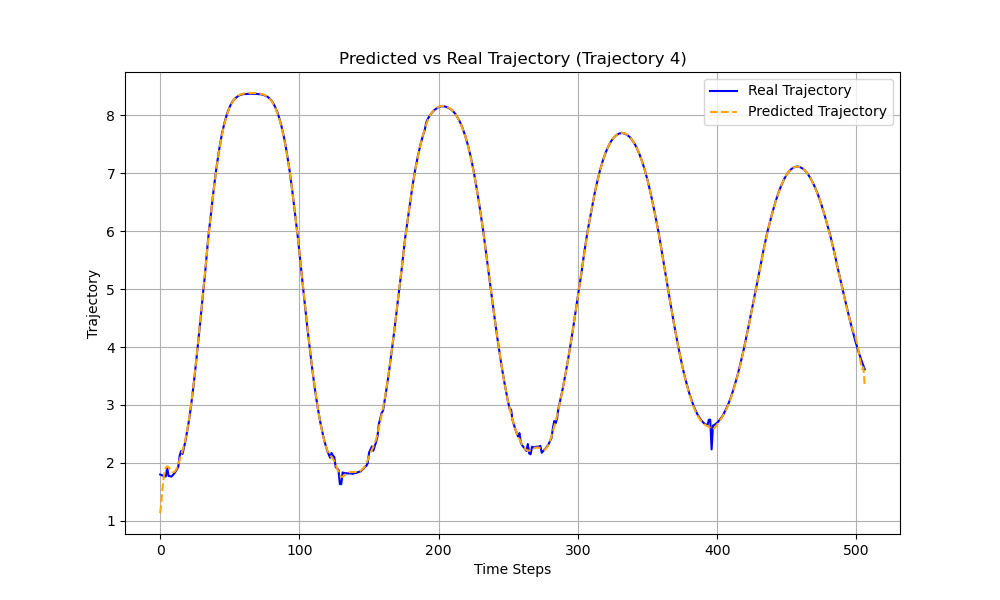 Predicted vs Real Trajectory (Trajectory 4)
Real Trajectory
Predicted Trajectory
8
7
6
5
4
3
2
1
Trajectory
0 100 200 300 400 500
Time Steps